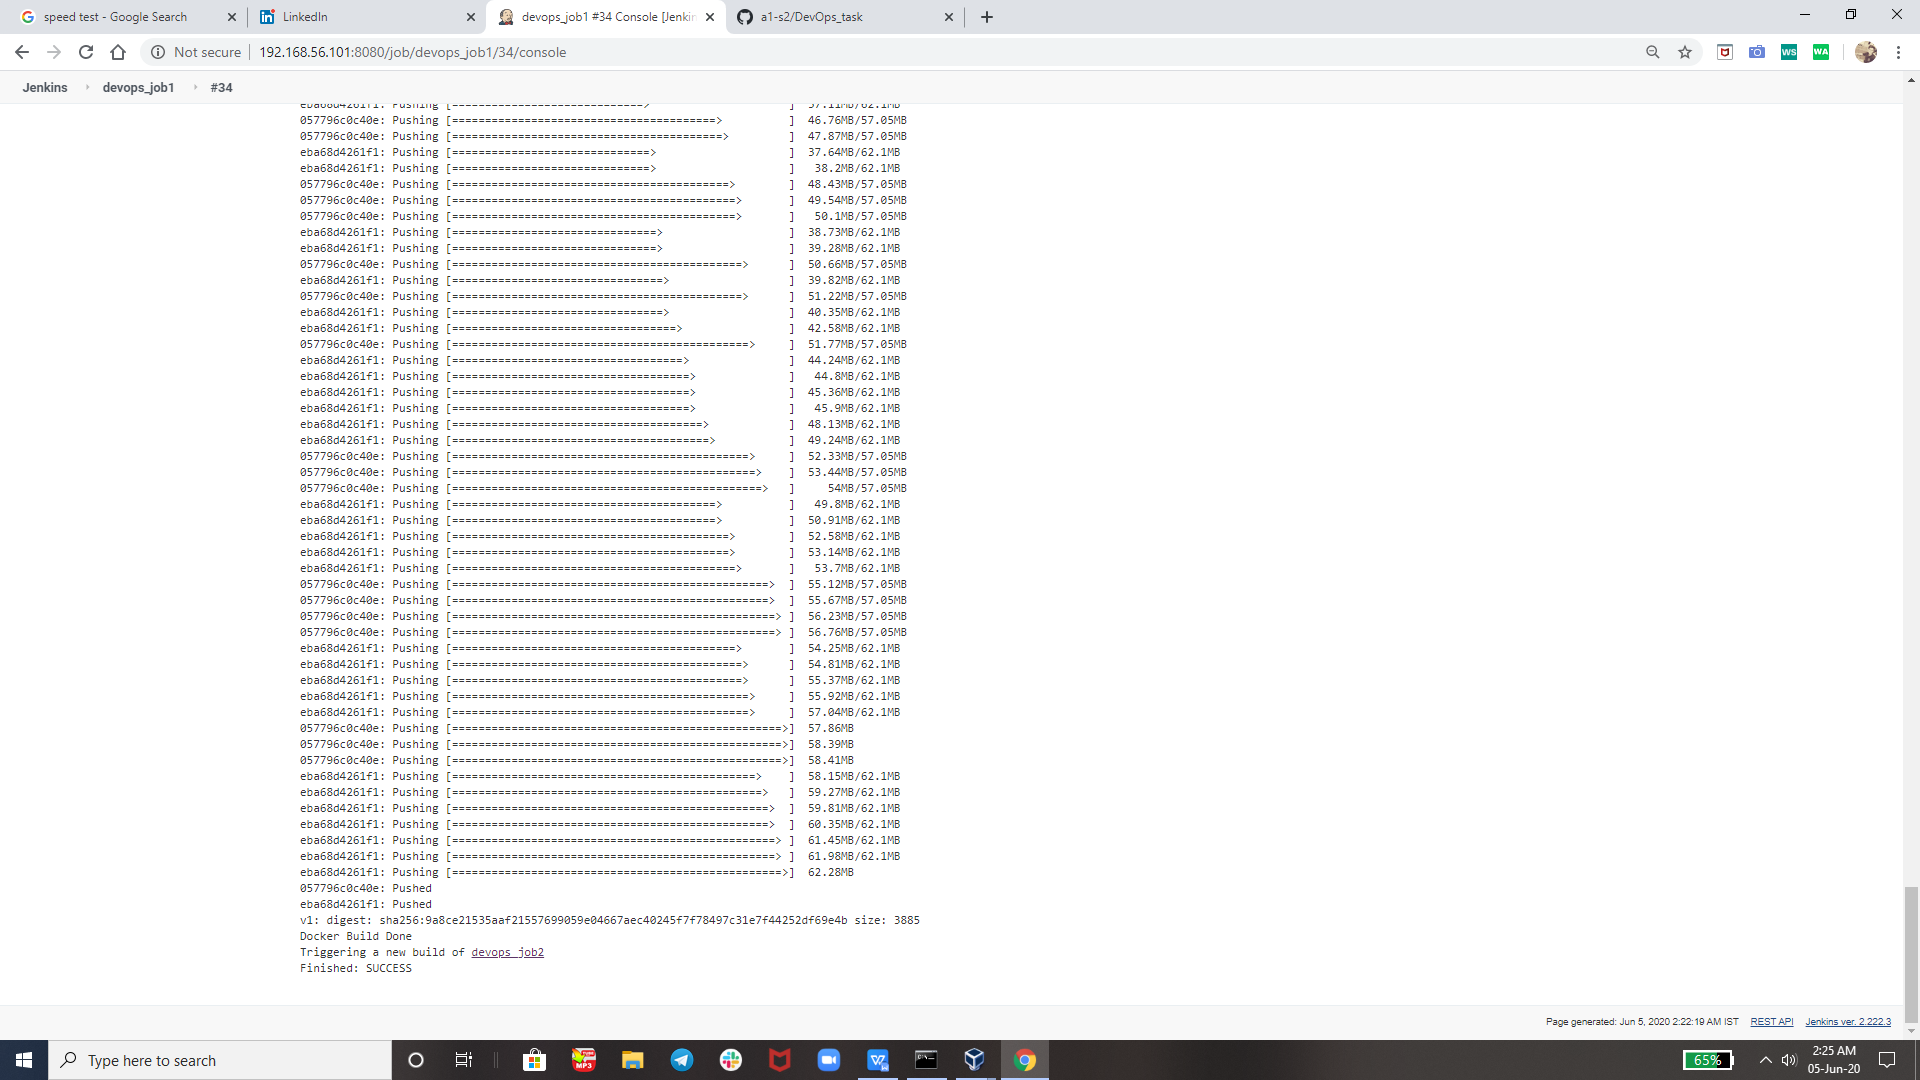 speed test - Google Search
LinkedIn
devops_job1 #34 Console [Jenkin
a1-s2/DevOps_task
Not secure
192.168.56.101:8080/job/devops_job1/34/console
Jenkins
devops_job1
#34
eba68d4261f1: Pushing [=============================> ] 37.11MB/62.1MB
057796c0c40e: Pushing [========================================> ] 46.76MB/57.05MB
057796c0c40e: Pushing [=========================================> ] 47.87MB/57.05MB
eba68d4261f1: Pushing [==============================> ] 37.64MB/62.1MB
eba68d4261f1: Pushing [==============================> ] 38.2MB/62.1MB
057796c0c40e: Pushing [==========================================> ] 48.43MB/57.05MB
057796c0c40e: Pushing [===========================================> ] 49.54MB/57.05MB
057796c0c40e: Pushing [===========================================> ] 50.1MB/57.05MB
eba68d4261f1: Pushing [===============================> ] 38.73MB/62.1MB
eba68d4261f1: Pushing [===============================> ] 39.28MB/62.1MB
057796c0c40e: Pushing [============================================> ] 50.66MB/57.05MB
eba68d4261f1: Pushing [================================> ] 39.82MB/62.1MB
057796c0c40e: Pushing [============================================> ] 51.22MB/57.05MB
eba68d4261f1: Pushing [================================> ] 40.35MB/62.1MB
eba68d4261f1: Pushing [==================================> ] 42.58MB/62.1MB
057796c0c40e: Pushing [=============================================> ] 51.77MB/57.05MB
eba68d4261f1: Pushing [===================================> ] 44.24MB/62.1MB
eba68d4261f1: Pushing [====================================> ] 44.8MB/62.1MB
eba68d4261f1: Pushing [====================================> ] 45.36MB/62.1MB
eba68d4261f1: Pushing [====================================> ] 45.9MB/62.1MB
eba68d4261f1: Pushing [======================================> ] 48.13MB/62.1MB
eba68d4261f1: Pushing [=======================================> ] 49.24MB/62.1MB
057796c0c40e: Pushing [=============================================> ] 52.33MB/57.05MB
057796c0c40e: Pushing [==============================================> ] 53.44MB/57.05MB
057796c0c40e: Pushing [===============================================> ] 54MB/57.05MB
eba68d4261f1: Pushing [========================================> ] 49.8MB/62.1MB
eba68d4261f1: Pushing [========================================> ] 50.91MB/62.1MB
eba68d4261f1: Pushing [==========================================> ] 52.58MB/62.1MB
eba68d4261f1: Pushing [==========================================> ] 53.14MB/62.1MB
eba68d4261f1: Pushing [===========================================> ] 53.7MB/62.1MB
057796c0c40e: Pushing [================================================> ] 55.12MB/57.05MB
057796c0c40e: Pushing [================================================> ] 55.67MB/57.05MB
057796c0c40e: Pushing [=================================================> ] 56.23MB/57.05MB
057796c0c40e: Pushing [=================================================> ] 56.76MB/57.05MB
eba68d4261f1: Pushing [===========================================> ] 54.25MB/62.1MB
eba68d4261f1: Pushing [============================================> ] 54.81MB/62.1MB
eba68d4261f1: Pushing [============================================> ] 55.37MB/62.1MB
eba68d4261f1: Pushing [=============================================> ] 55.92MB/62.1MB
eba68d4261f1: Pushing [=============================================> ] 57.04MB/62.1MB
057796c0c40e: Pushing [==================================================>] 57.86MB
057796c0c40e: Pushing [==================================================>] 58.39MB
057796c0c40e: Pushing [==================================================>] 58.41MB
eba68d4261f1: Pushing [==============================================> ] 58.15MB/62.1MB
eba68d4261f1: Pushing [===============================================> ] 59.27MB/62.1MB
eba68d4261f1: Pushing [================================================> ] 59.81MB/62.1MB
eba68d4261f1: Pushing [================================================> ] 60.35MB/62.1MB
eba68d4261f1: Pushing [=================================================> ] 61.45MB/62.1MB
eba68d4261f1: Pushing [=================================================> ] 61.98MB/62.1MB
eba68d4261f1: Pushing [==================================================>] 62.28MB
057796c0c40e: Pushed
eba68d4261f1: Pushed
v1: digest: sha256:9a8ce21535aaf21557699059e04667aec40245f7f78497c31e7f44252df69e4b size: 3885
Docker Build Done
Triggering a new build of devops_job2
Finished: SUCCESS
Page generated: Jun 5, 2020 2:22:19 AM IST
REST API
Jenkins ver. 2.222.3
Type here to search
65%
2:25 AM
05-Jun-20